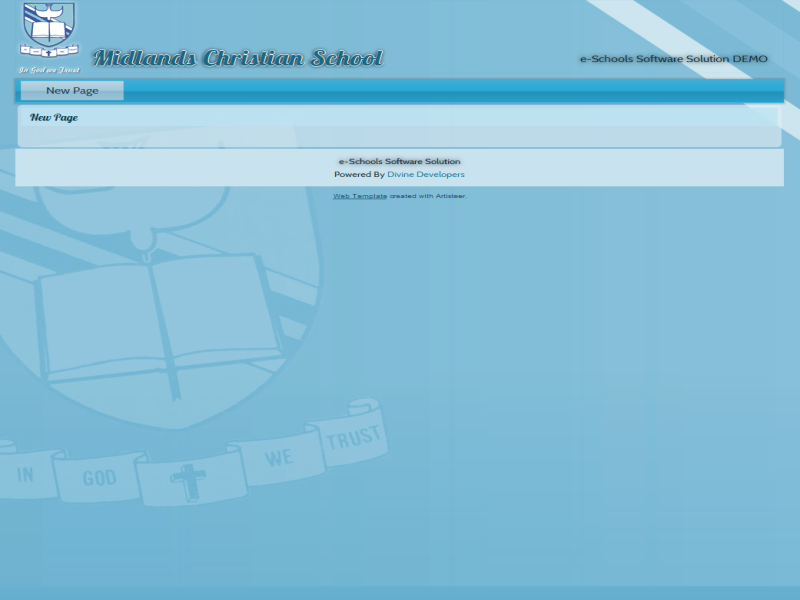 In God we Trust
Midlands Christian School
e-Schools Software Solution DEMO
New Page
New Page
e-Schools Software Solution
Powered By Divine Developers
Web Template created with Artisteer.
IN GOD WE TRUST